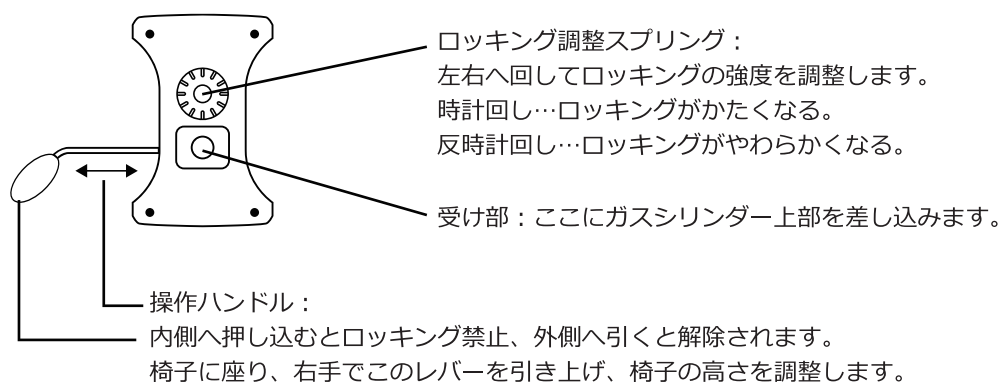 ロッキング調整スプリング：
左右へ回してロッキングの強度を調整します。
時計回し…ロッキングがかたくなる。
反時計回し…ロッキングがやわらかくなる。
受け部：ここにガスシリンダー上部を差し込みます。
操作ハンドル：
内側へ押し込むとロッキング禁止、外側へ引くと解除されます。
椅子に座り、右手でこのレバーを引き上げ、椅子の高さを調整します。